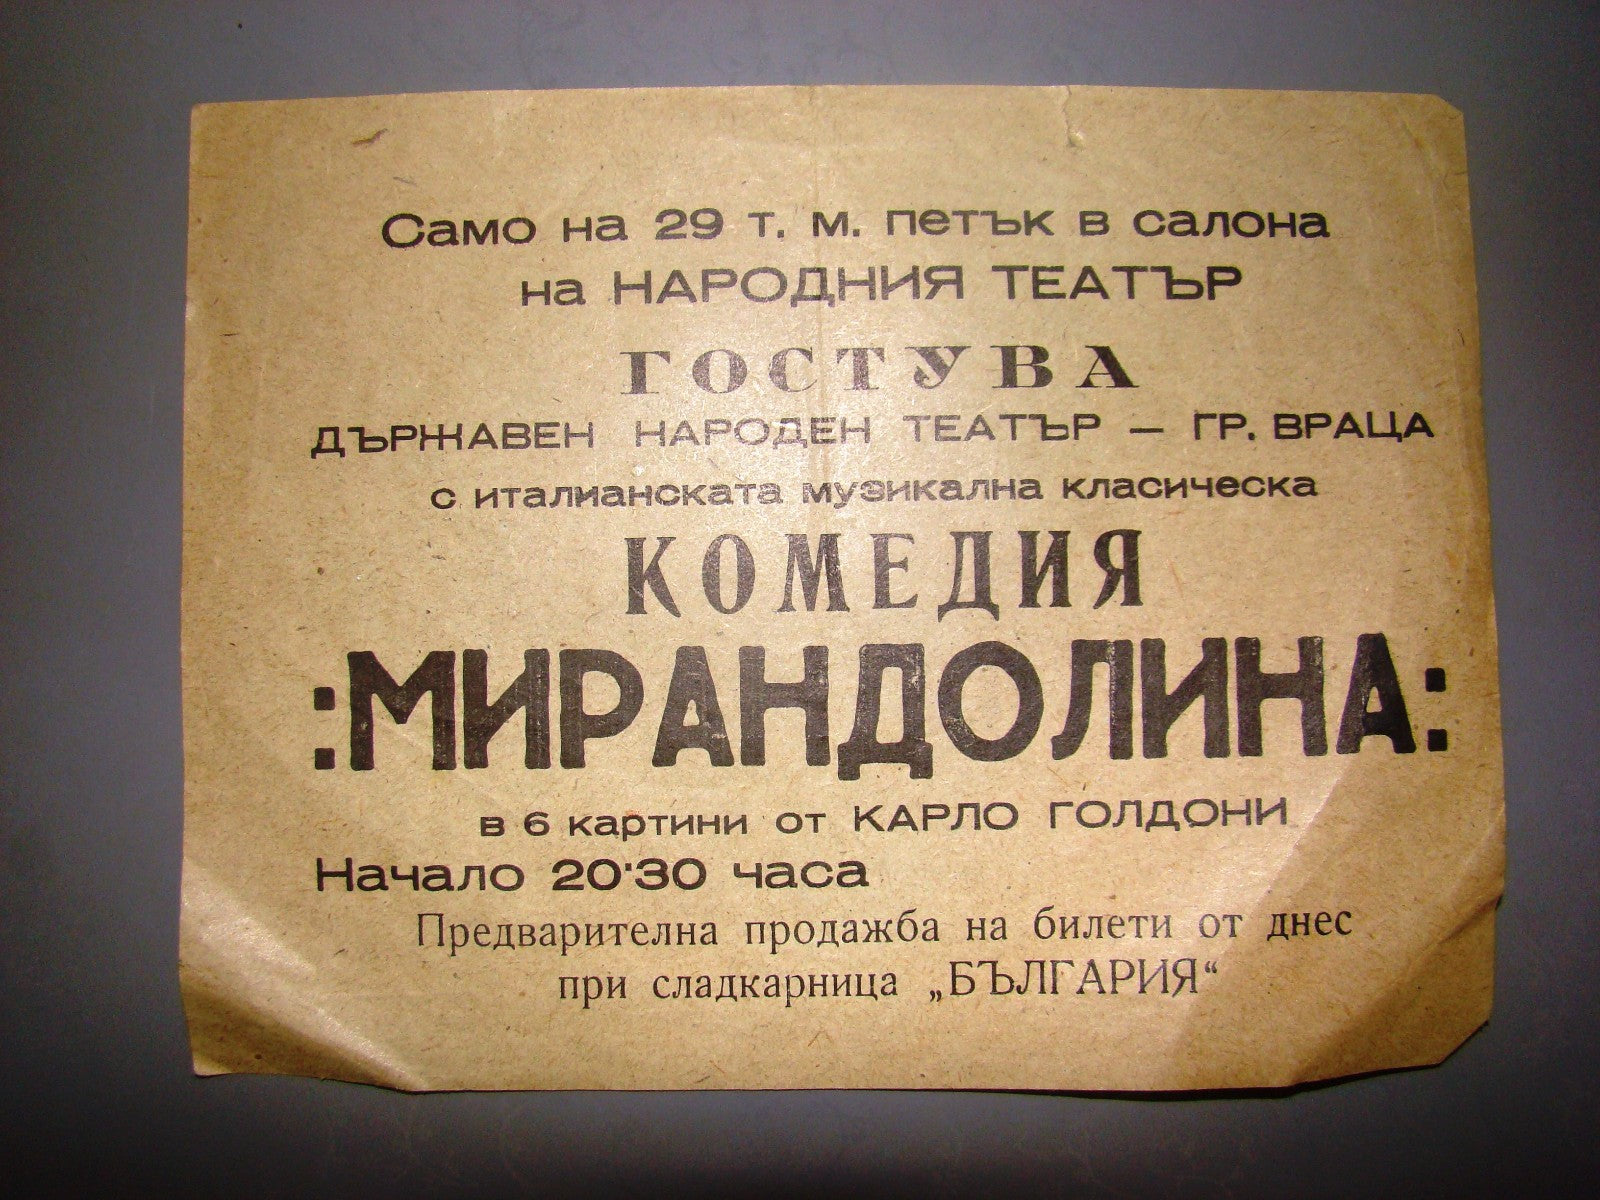 Само на 29 т. м. петък в салона
на НАРОДНИЯ ТЕАТЪР
ГОСТУВА
ДЪРЖАВЕН НАРОДЕН ТЕАТЪР — ГР. ВРАЦА
с италианската музикална класическа
КОМЕДИЯ
:МИРАНДОЛИНА:
в 6 картини от КАРЛО ГОЛДОНИ
Начало 20·30 часа
Предварителна продажба на билети от днес
при сладкарница „БЪЛГАРИЯ“